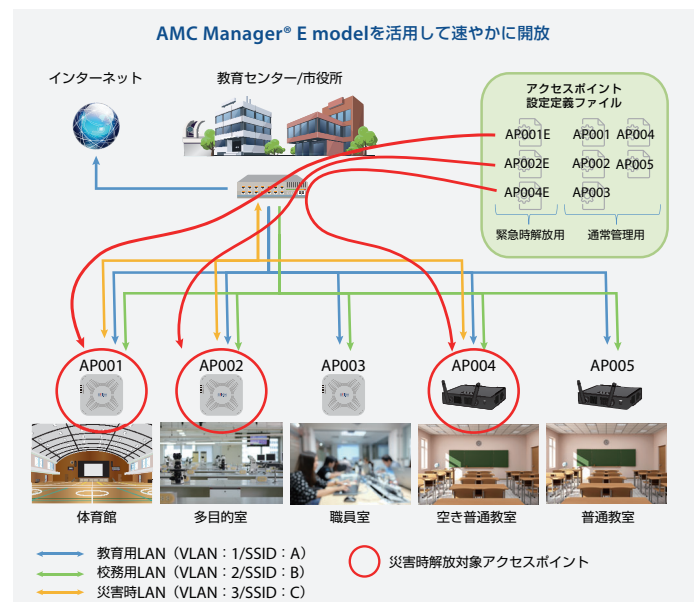 AMC Manager® E modelを活用して速やかに開放
インターネット
教育センター/市役所
アクセスポイント
設定定義ファイル
AP001E
AP001
AP004
AP002E
AP002
AP005
AP004E
AP003
緊急時解放用
通常管理用
AP001
AP002
AP003
AP004
AP005
体育館
多目的室
職員室
空き普通教室
普通教室
教育用LAN（VLAN：1/SSID：A）
校務用LAN（VLAN：2/SSID：B）
災害時LAN（VLAN：3/SSID：C）
災害時解放対象アクセスポイント